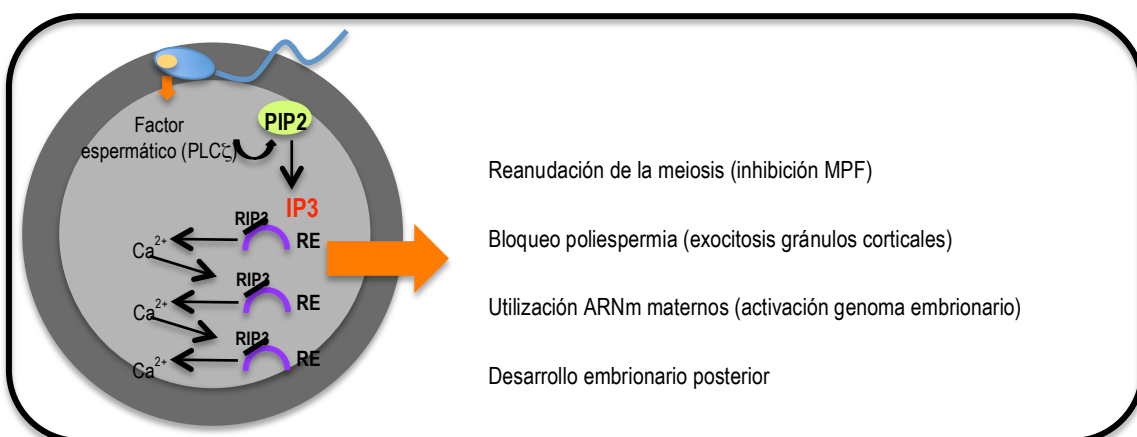 Factor
espermático (PLCζ)
PIP2
IP3
RIP3
RE
Ca2+
RIP3
RE
Ca2+
RIP3
RE
Ca2+
Reanudación de la meiosis (inhibición MPF)
Bloqueo poliespermia (exocitosis gránulos corticales)
Utilización ARNm maternos (activación genoma embrionario)
Desarrollo embrionario posterior